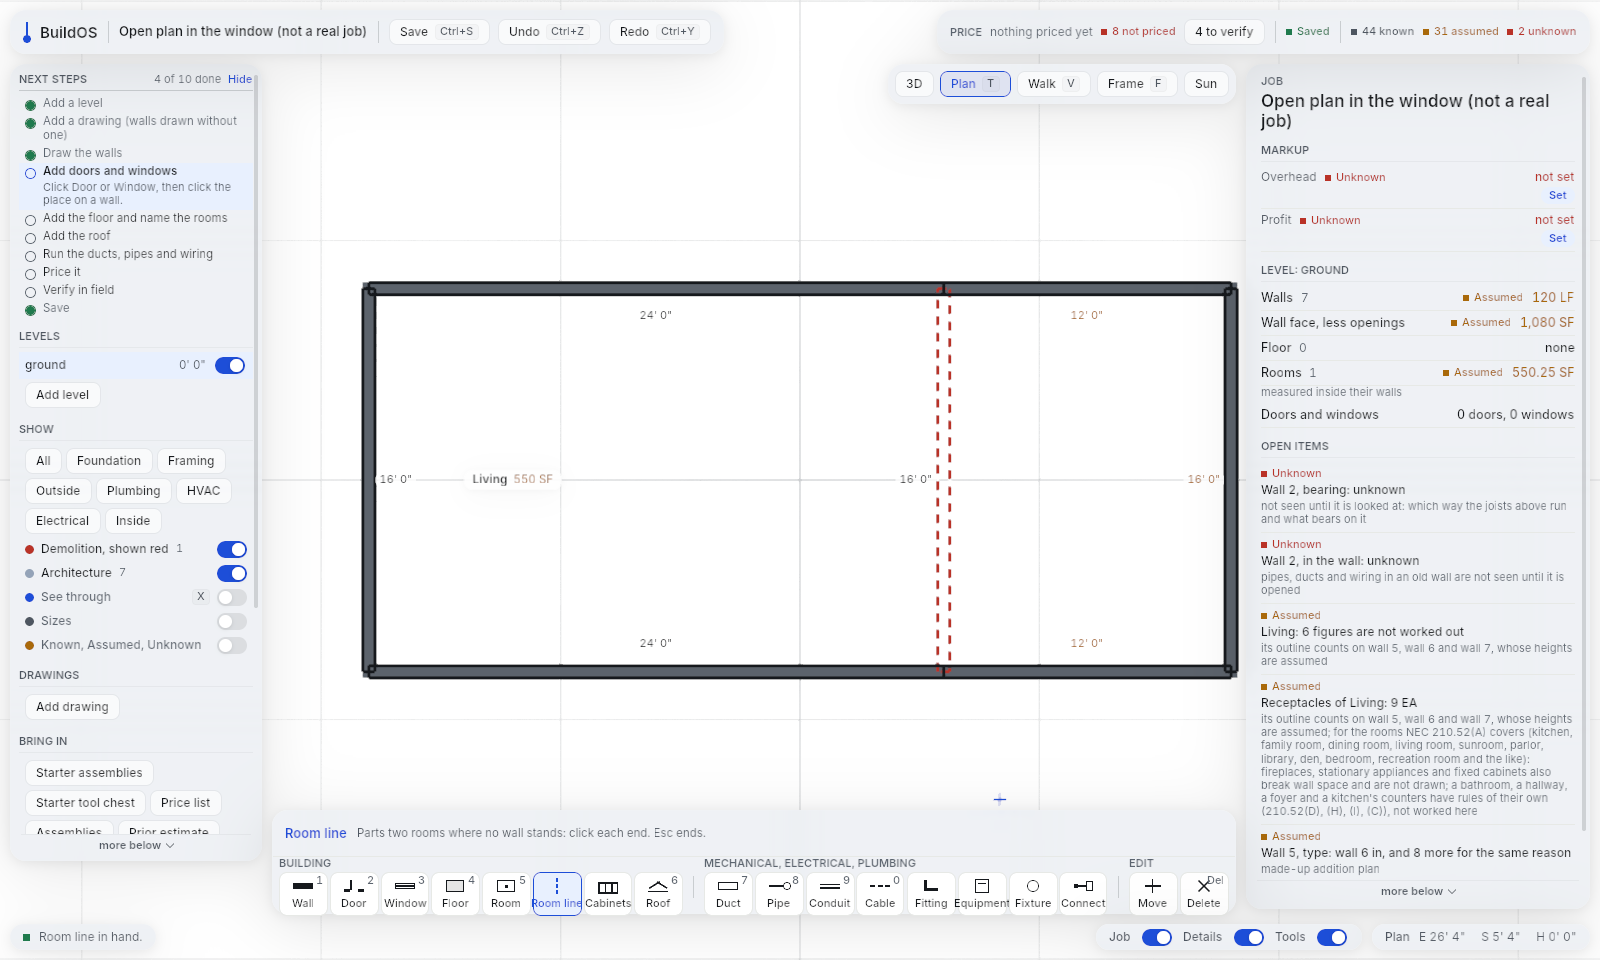 BuildOS
Open plan in the window (not a real job)
Save Ctrl+S
Undo Ctrl+Z
Redo Ctrl+Y
PRICE nothing priced yet 8 not priced 4 to verify Saved 44 known 31 assumed 2 unknown
3D
Plan T
Walk V
Frame F
Sun
NEXT STEPS 4 of 10 done Hide
Add a level
Add a drawing (walls drawn without
one)
Draw the walls
Add doors and windows
Click Door or Window, then click the
place on a wall.
Add the floor and name the rooms
Add the roof
Run the ducts, pipes and wiring
Price it
Verify in field
Save
LEVELS
ground 0' 0"
Add level
SHOW
All Foundation Framing
Outside Plumbing HVAC
Electrical Inside
Demolition, shown red 1
Architecture 7
See through X
Sizes
Known, Assumed, Unknown
DRAWINGS
Add drawing
BRING IN
Starter assemblies
Starter tool chest Price list
Assemblies Prior estimate
more below
24' 0" 12' 0"
16' 0" Living 550 SF 16' 0" 16' 0"
24' 0" 12' 0"
Room line Parts two rooms where no wall stands: click each end. Esc ends.
BUILDING
Wall 1
Door 2
Window 3
Floor 4
Room 5
Room line
Cabinets
Roof 6
MECHANICAL, ELECTRICAL, PLUMBING
Duct 7
Pipe 8
Conduit 9
Cable 0
Fitting
Equipment
Fixture
Connect
EDIT
Move
Delete Del
Room line in hand.
Job Details Tools
Plan E 26' 4" S 5' 4" H 0' 0"
JOB
Open plan in the window (not a real
job)
MARKUP
Overhead Unknown not set
Set
Profit Unknown not set
Set
LEVEL: GROUND
Walls 7 Assumed 120 LF
Wall face, less openings Assumed 1,080 SF
Floor 0 none
Rooms 1 Assumed 550.25 SF
measured inside their walls
Doors and windows 0 doors, 0 windows
OPEN ITEMS
Unknown
Wall 2, bearing: unknown
not seen until it is looked at: which way the joists above run
and what bears on it
Unknown
Wall 2, in the wall: unknown
pipes, ducts and wiring in an old wall are not seen until it is
opened
Assumed
Living: 6 figures are not worked out
its outline counts on wall 5, wall 6 and wall 7, whose heights
are assumed
Assumed
Receptacles of Living: 9 EA
its outline counts on wall 5, wall 6 and wall 7, whose heights
are assumed; for the rooms NEC 210.52(A) covers (kitchen,
family room, dining room, living room, sunroom, parlor,
library, den, bedroom, recreation room and the like):
fireplaces, stationary appliances and fixed cabinets also
break wall space and are not drawn; a bathroom, a hallway,
a foyer and a kitchen's counters have rules of their own
(210.52(D), (H), (I), (C)), not worked here
Assumed
Wall 5, type: wall 6 in, and 8 more for the same reason
made-up addition plan
more below